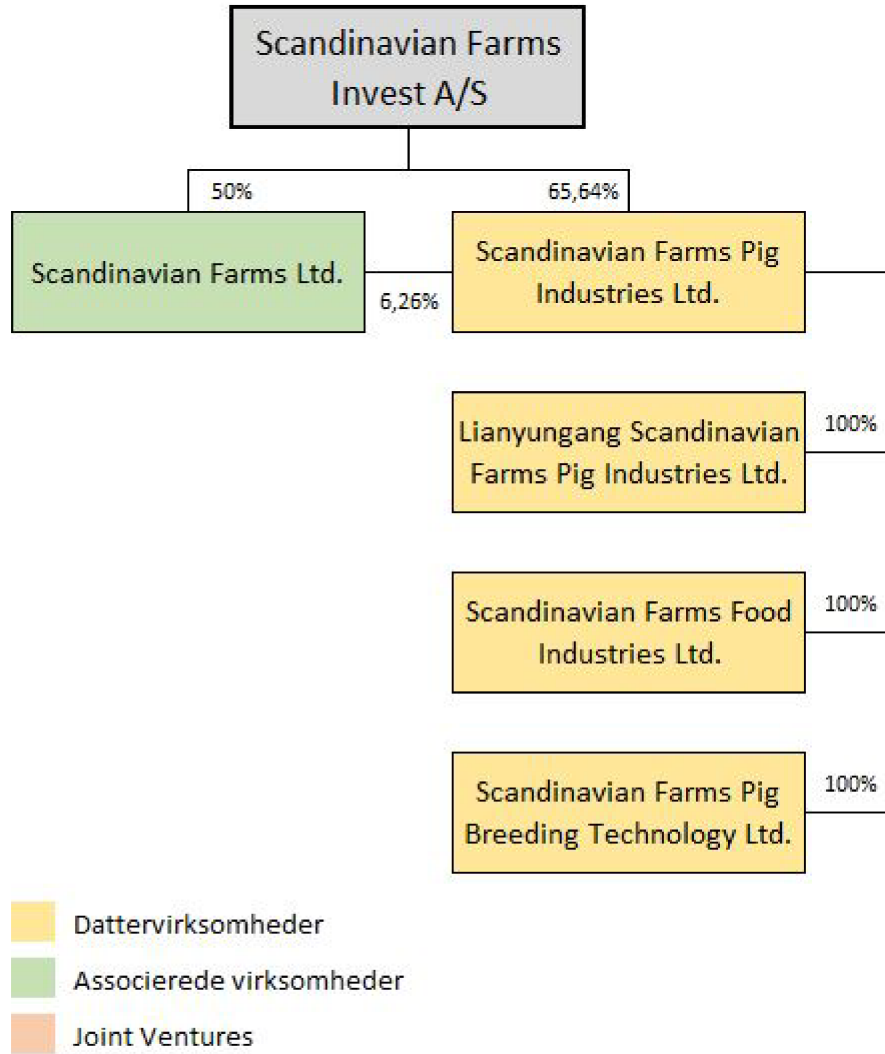 Scandinavian Farms
Invest A/S
50%
65,64%
Scandinavian Farms Ltd.
6,26%
Scandinavian Farms Pig
Industries Ltd.
Lianyungang Scandinavian
Farms Pig Industries Ltd.
100%
Scandinavian Farms Food
Industries Ltd.
100%
Scandinavian Farms Pig
Breeding Technology Ltd.
100%
Dattervirksomheder
Associerede virksomheder
Joint Ventures